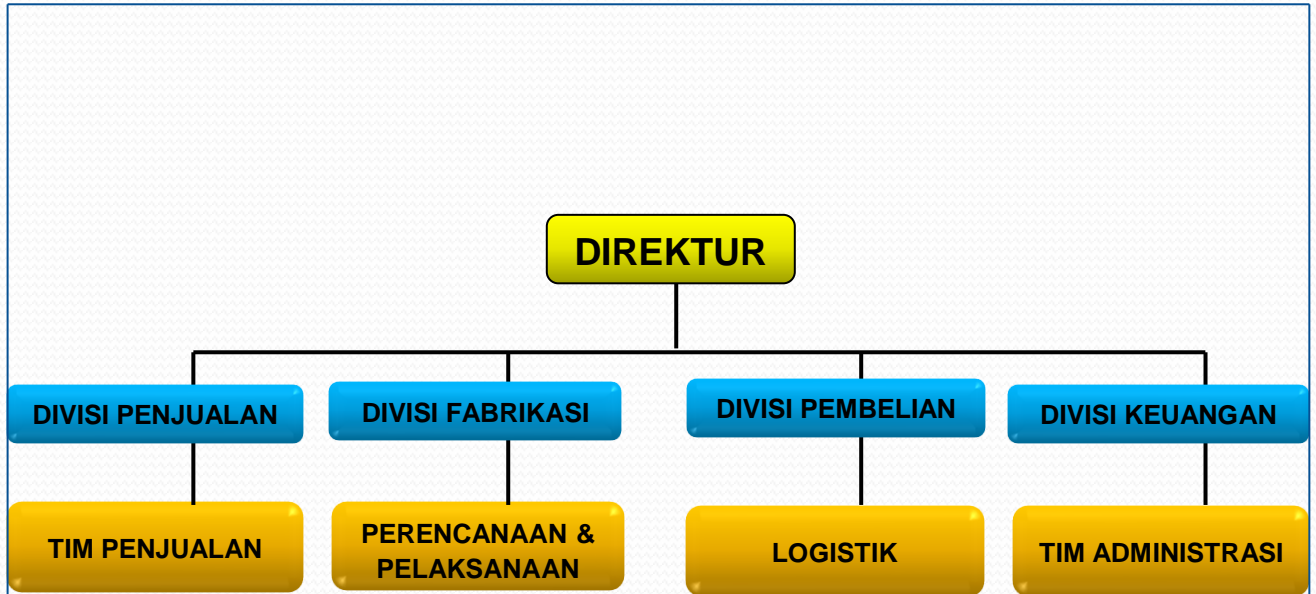 DIREKTUR
DIVISI PENJUALAN
DIVISI FABRIKASI
DIVISI PEMBELIAN
DIVISI KEUANGAN
TIM PENJUALAN
PERENCANAAN &
PELAKSANAAN
LOGISTIK
TIM ADMINISTRASI